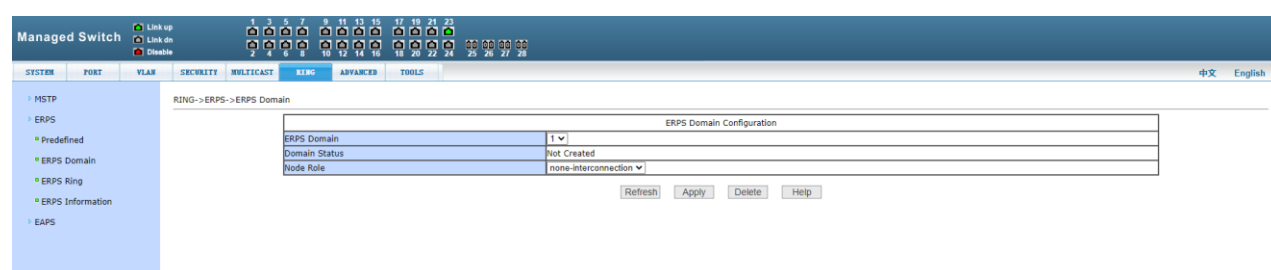 Managed Switch
Link up
Link dn
Disable
1 3 5 7 9 11 13 15 17 19 21 23
2 4 6 8 10 12 14 16 18 20 22 24 25 26 27 28
SYSTEM PORT VLAN SECURITY MULTICAST RING ADVANCED TOOLS 中文 English
MSTP
ERPS
Predefined
ERPS Domain
ERPS Ring
ERPS Information
EAPS
RING->ERPS->ERPS Domain
ERPS Domain Configuration
ERPS Domain 1
Domain Status Not Created
Node Role none-interconnection
Refresh Apply Delete Help